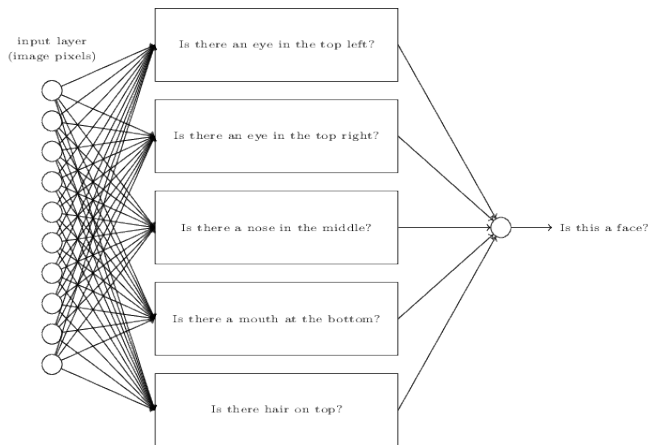 input layer
(image pixels)
Is there an eye in the top left?
Is there an eye in the top right?
Is there a nose in the middle?
Is there a mouth at the bottom?
Is there hair on top?
Is this a face?